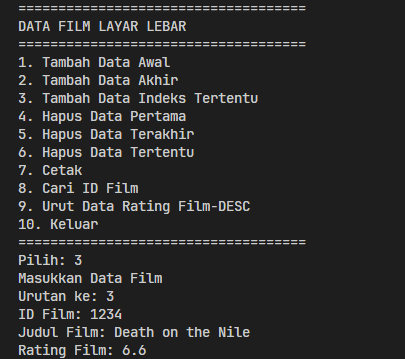 ====================================
DATA FILM LAYAR LEBAR
====================================
1. Tambah Data Awal
2. Tambah Data Akhir
3. Tambah Data Indeks Tertentu
4. Hapus Data Pertama
5. Hapus Data Terakhir
6. Hapus Data Tertentu
7. Cetak
8. Cari ID Film
9. Urut Data Rating Film-DESC
10. Keluar
====================================
Pilih: 3
Masukkan Data Film
Urutan ke: 3
ID Film: 1234
Judul Film: Death on the Nile
Rating Film: 6.6